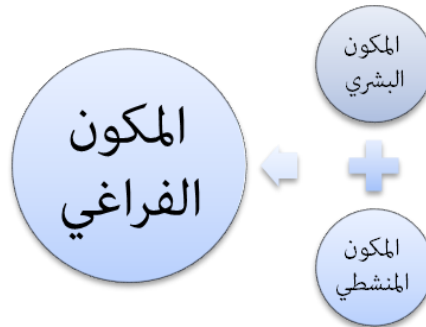 المكون
البشري
المكون
المنشطي
المكون
الفراغي